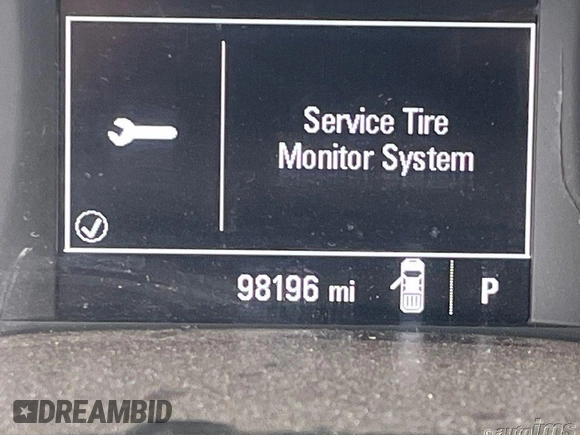 Service Tire
Monitor System
98196 mi
P
DREAMBID